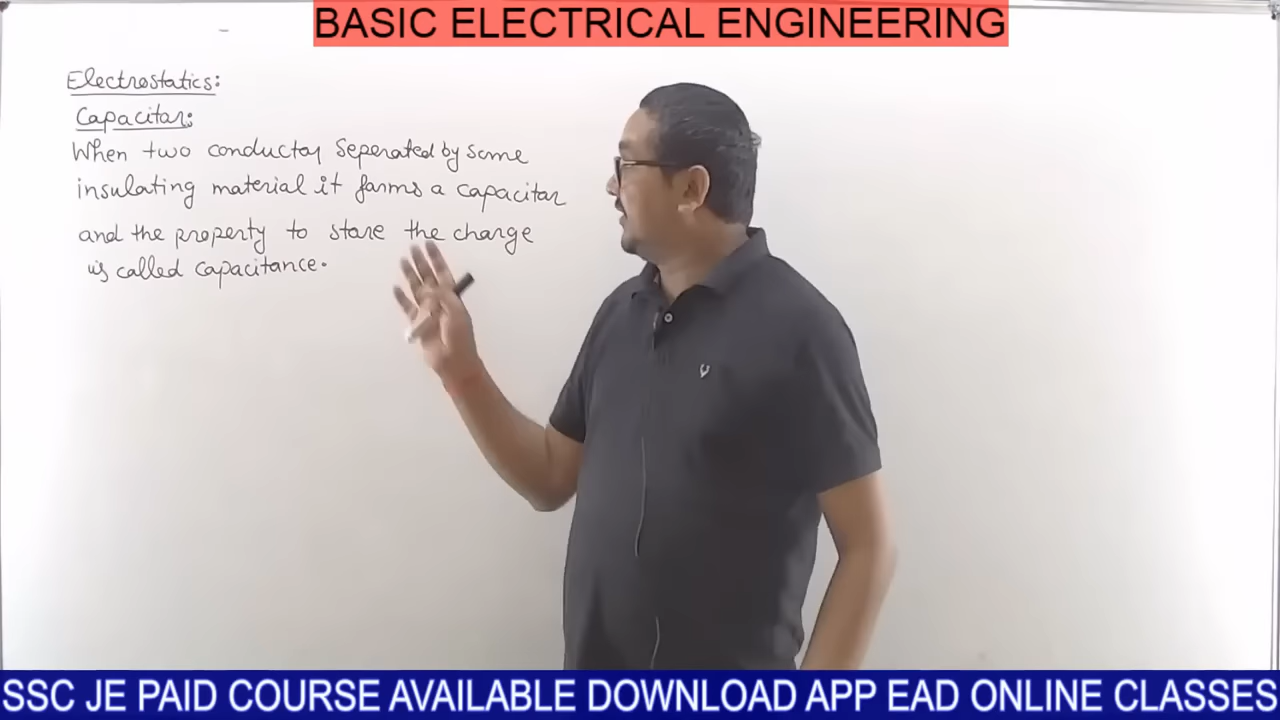 BASIC ELECTRICAL ENGINEERING
Electrostatics:
Capacitor:
When two conductor Seperated by some
insulating material it forms a capacitor
and the property to store the charge
is called capacitance.
SSC JE PAID COURSE AVAILABLE DOWNLOAD APP EAD ONLINE CLASSES